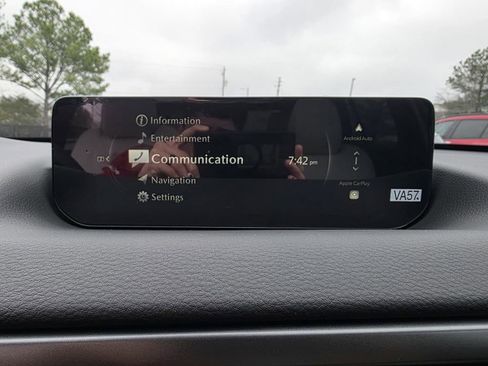 Information
Entertainment
Communication
7:42 pm
Navigation
Settings
Android Auto
Apple CarPlay
VA57